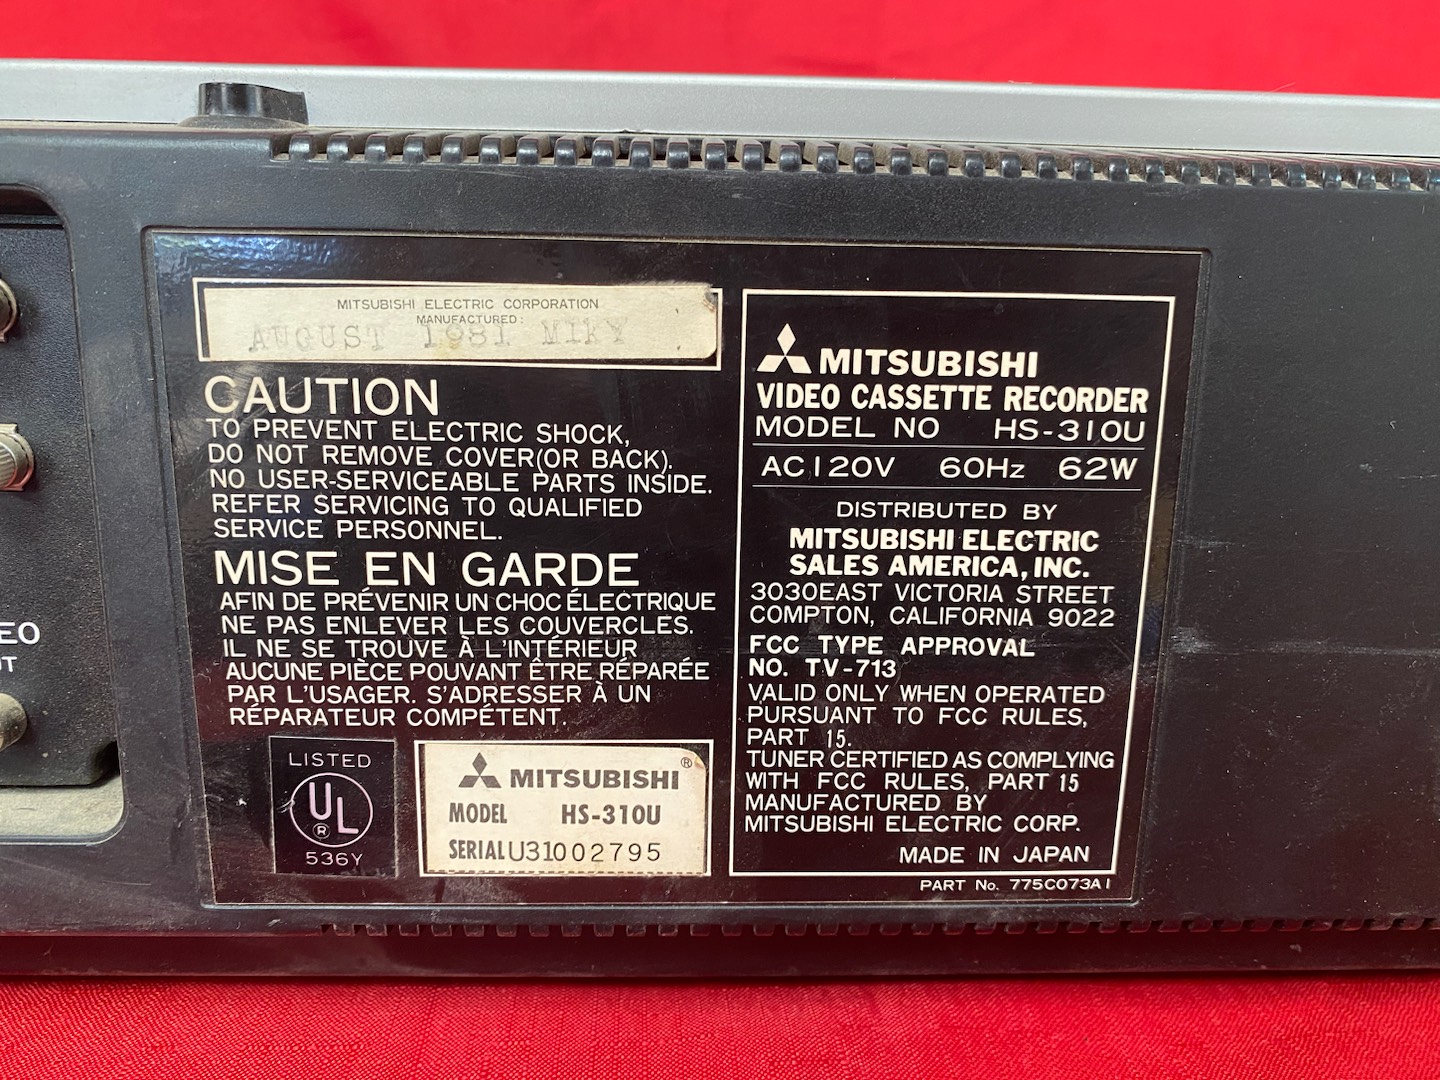 MITSUBISHI ELECTRIC CORPORATION
MANUFACTURED:
AUGUST 1981 MIKY
CAUTION
TO PREVENT ELECTRIC SHOCK,
DO NOT REMOVE COVER(OR BACK).
NO USER-SERVICEABLE PARTS INSIDE.
REFER SERVICING TO QUALIFIED
SERVICE PERSONNEL.
MISE EN GARDE
AFIN DE PRÉVENIR UN CHOC ÉLECTRIQUE
NE PAS ENLEVER LES COUVERCLES.
IL NE SE TROUVE À L'INTÉRIEUR
AUCUNE PIÈCE POUVANT ÊTRE RÉPARÉE
PAR L'USAGER. S'ADRESSER À UN
RÉPARATEUR COMPÉTENT.
LISTED
UL
®
536Y
MITSUBISHI®
MODEL HS-310U
SERIAL U31002795
MITSUBISHI
VIDEO CASSETTE RECORDER
MODEL NO HS-310U
AC120V 60Hz 62W
DISTRIBUTED BY
MITSUBISHI ELECTRIC
SALES AMERICA, INC.
3030EAST VICTORIA STREET
COMPTON, CALIFORNIA 9022
FCC TYPE APPROVAL
NO. TV-713
VALID ONLY WHEN OPERATED
PURSUANT TO FCC RULES,
PART 15.
TUNER CERTIFIED AS COMPLYING
WITH FCC RULES, PART 15
MANUFACTURED BY
MITSUBISHI ELECTRIC CORP.
MADE IN JAPAN
PART No. 775C073A1